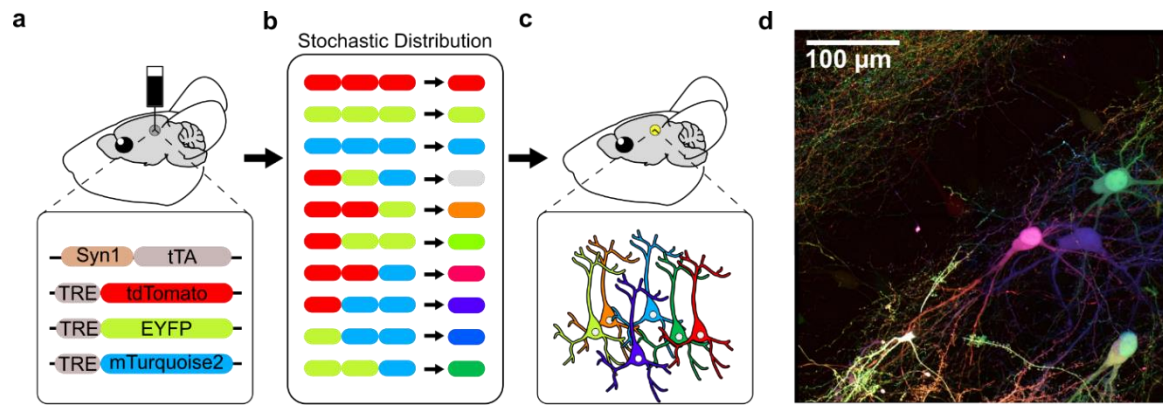 a
b
c
d
Stochastic Distribution
Syn1 tTA
TRE tdTomato
TRE EYFP
TRE mTurquoise2
100 µm